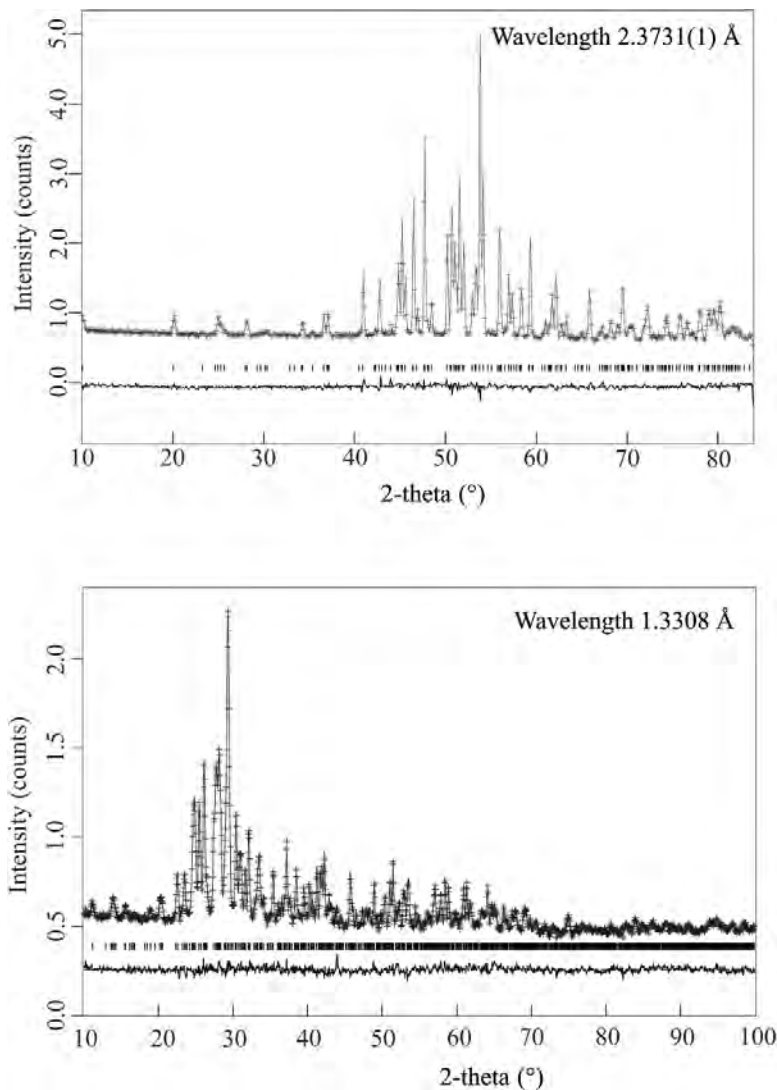 Wavelength 2.3731(1) Å
Intensity (counts)
5.0
4.0
3.0
2.0
1.0
0.0
10 20 30 40 50 60 70 80
2-theta (°)
Wavelength 1.3308 Å
Intensity (counts)
2.0
1.5
1.0
0.5
0.0
10 20 30 40 50 60 70 80 90 100
2-theta (°)